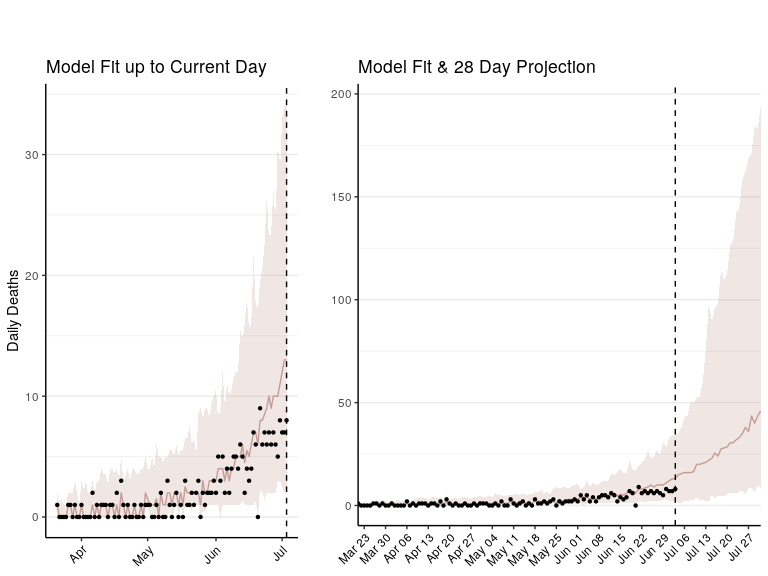 Model Fit up to Current Day
Daily Deaths
30
20
10
0
Apr
May
Jun
Jul
Model Fit & 28 Day Projection
200
150
100
50
0
Mar 23
Mar 30
Apr 06
Apr 13
Apr 20
Apr 27
May 04
May 11
May 18
May 25
Jun 01
Jun 08
Jun 15
Jun 22
Jun 29
Jul 06
Jul 13
Jul 20
Jul 27